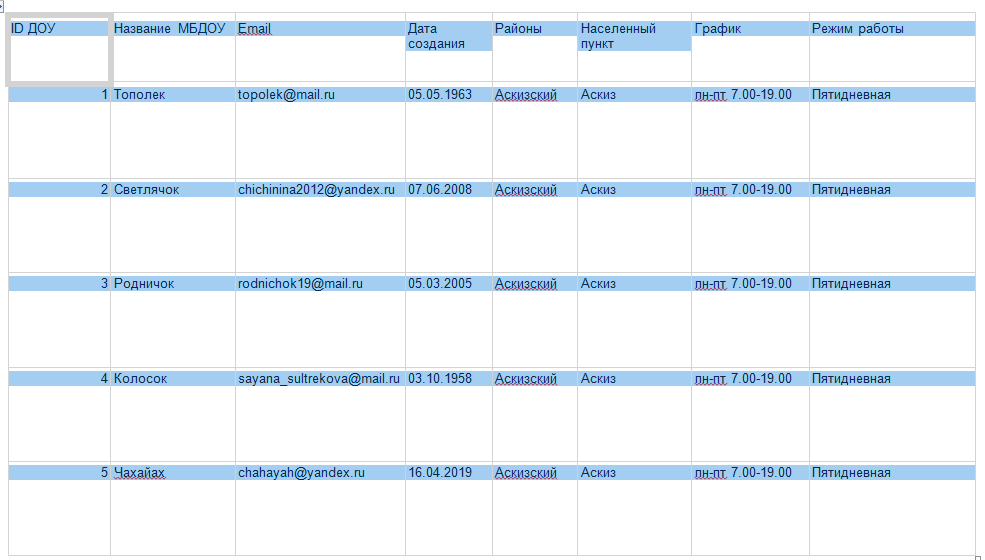 ID ДОУ Название МБДОУ Email Дата создания Районы Населенный пункт График Режим работы
1 Тополек topolek@mail.ru 05.05.1963 Аскизский Аскиз пн-пт 7.00-19.00 Пятидневная
2 Светлячок chichinina2012@yandex.ru 07.06.2008 Аскизский Аскиз пн-пт 7.00-19.00 Пятидневная
3 Родничок rodnichok19@mail.ru 05.03.2005 Аскизский Аскиз пн-пт 7.00-19.00 Пятидневная
4 Колосок sayana_sultrekova@mail.ru 03.10.1958 Аскизский Аскиз пн-пт 7.00-19.00 Пятидневная
5 Чахайах chahayah@yandex.ru 16.04.2019 Аскизский Аскиз пн-пт 7.00-19.00 Пятидневная